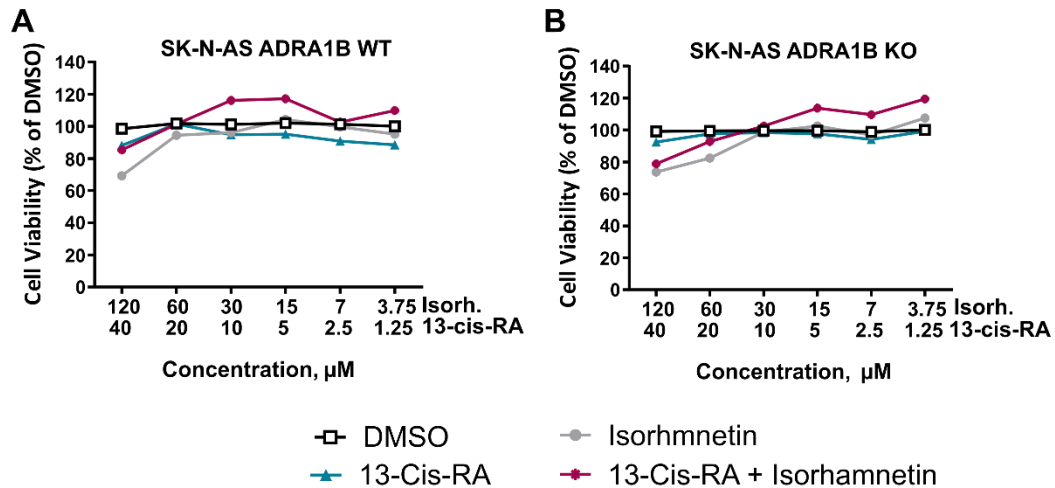 A
SK-N-AS ADRA1B WT
Cell Viability (% of DMSO)
140
120
100
80
60
40
20
0
120 60 30 15 7 3.75 Isorh.
40 20 10 5 2.5 1.25 13-cis-RA
Concentration, µM
B
SK-N-AS ADRA1B KO
Cell Viability (% of DMSO)
140
120
100
80
60
40
20
0
120 60 30 15 7 3.75 Isorh.
40 20 10 5 2.5 1.25 13-cis-RA
Concentration, µM
DMSO
Isorhmnetin
13-Cis-RA
13-Cis-RA + Isorhamnetin